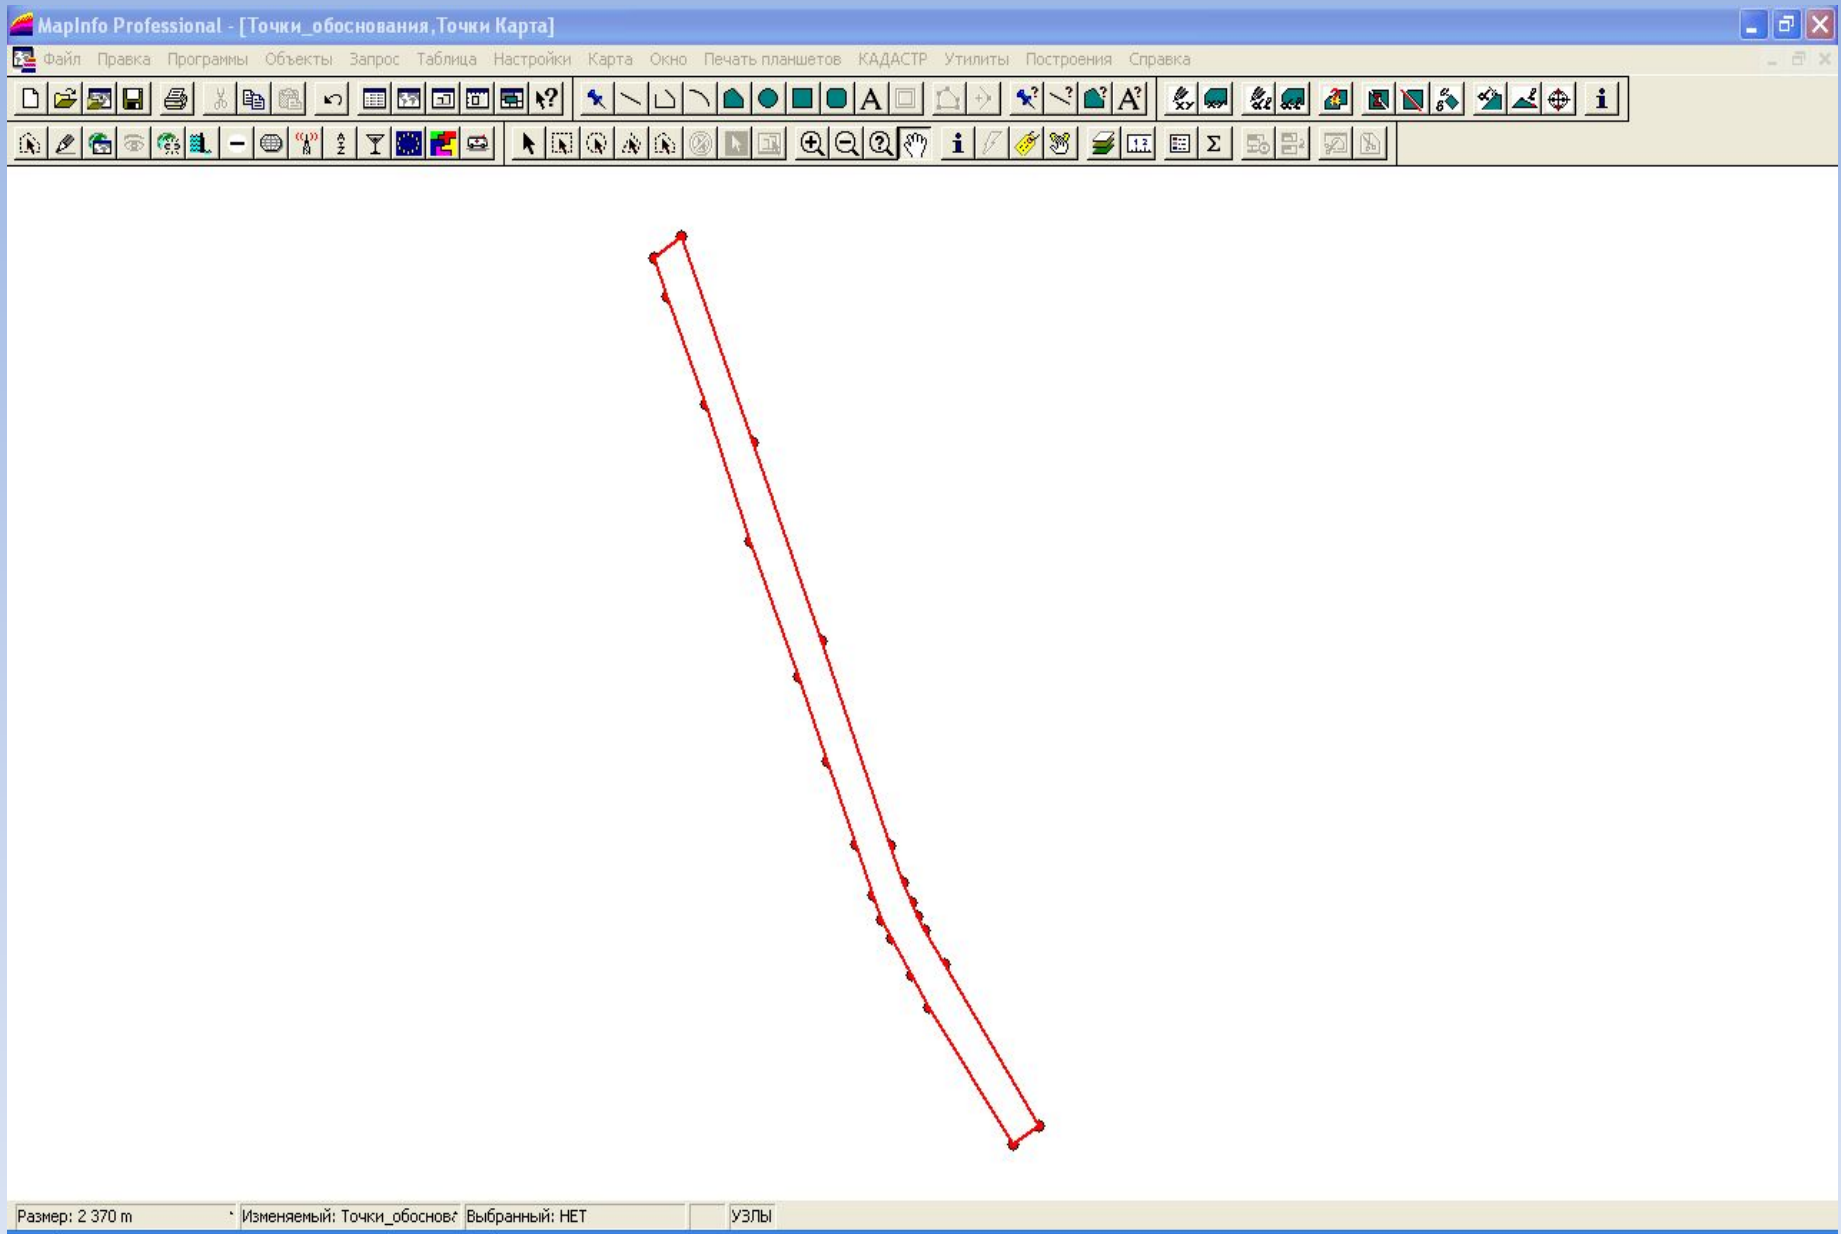 MapInfo Professional - [Точки_обоснования,Точки Карта]
Файл Правка Программы Объекты Запрос Таблица Настройки Карта Окно Печать планшетов КАДАСТР Утилиты Построения Справка
Размер: 2 370 m Изменяемый: Точки_обоснова Выбранный: НЕТ УЗЛЫ